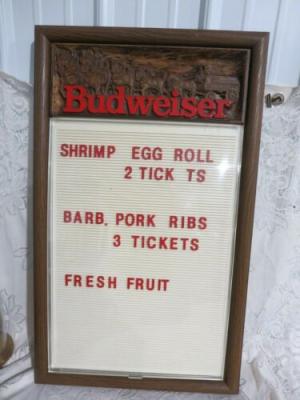 Budweiser
SHRIMP EGG ROLL
2 TICK TS
BARB. PORK RIBS
3 TICKETS
FRESH FRUIT